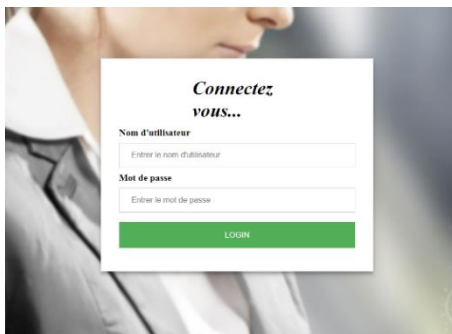 Connectez
vous...
Nom d'utilisateur
Entrer le nom d'utilisateur
Mot de passe
Entrer le mot de passe
LOGIN